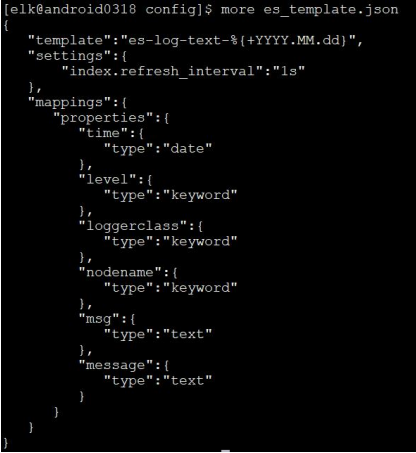 [elk@android0318 config]$ more es_template.json
{
   "template":"es-log-text-%{+YYYY.MM.dd}",
   "settings":{
       "index.refresh_interval":"1s"
   },
   "mappings":{
      "properties":{
         "time":{
            "type":"date"
         },
         "level":{
            "type":"keyword"
         },
         "loggerclass":{
            "type":"keyword"
         },
         "nodename":{
            "type":"keyword"
         },
         "msg":{
            "type":"text"
         },
         "message":{
            "type":"text"
         }
      }
   }
}